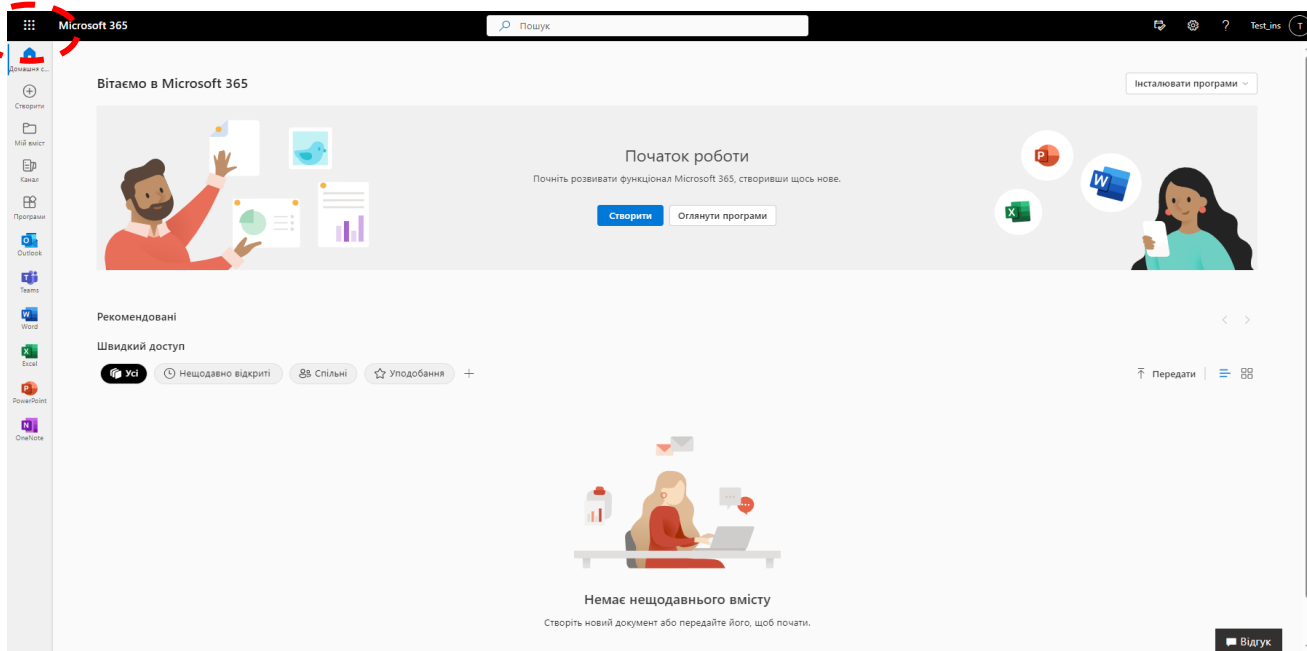 Microsoft 365
Пошук
Test_ins T
Домашня с...
Створити
Мій вміст
Канал
Програми
Outlook
Teams
Word
Excel
PowerPoint
OneNote
Вітаємо в Microsoft 365
Інсталювати програми
Початок роботи
Почніть розвивати функціонал Microsoft 365, створивши щось нове.
Створити Оглянути програми
Рекомендовані
Швидкий доступ
Усі Нещодавно відкриті Спільні Уподобання
Передати
Немає нещодавнього вмісту
Створіть новий документ або передайте його, щоб почати.
Відгук